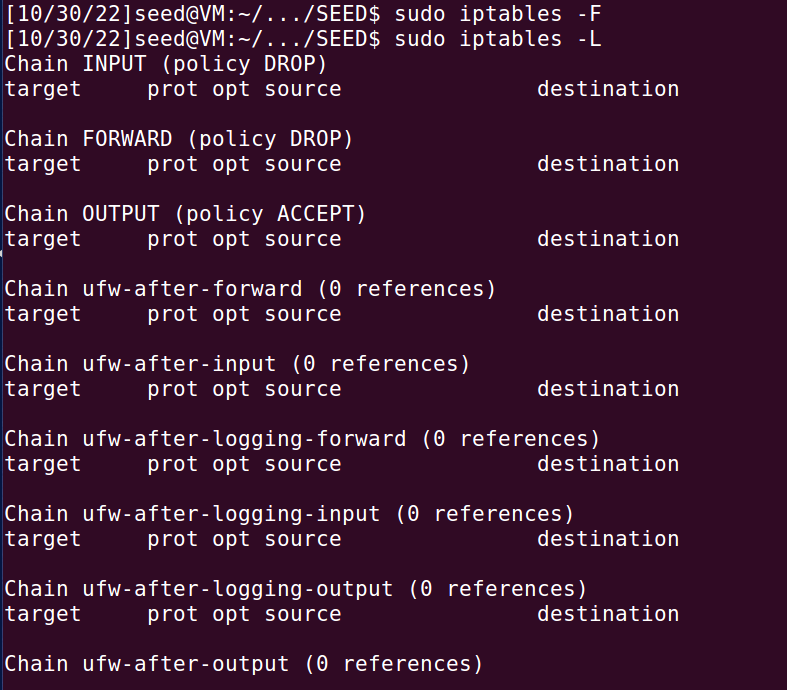 [10/30/22]seed@VM:~/.../SEED$ sudo iptables -F
[10/30/22]seed@VM:~/.../SEED$ sudo iptables -L
Chain INPUT (policy DROP)
target     prot opt source               destination

Chain FORWARD (policy DROP)
target     prot opt source               destination

Chain OUTPUT (policy ACCEPT)
target     prot opt source               destination

Chain ufw-after-forward (0 references)
target     prot opt source               destination

Chain ufw-after-input (0 references)
target     prot opt source               destination

Chain ufw-after-logging-forward (0 references)
target     prot opt source               destination

Chain ufw-after-logging-input (0 references)
target     prot opt source               destination

Chain ufw-after-logging-output (0 references)
target     prot opt source               destination

Chain ufw-after-output (0 references)